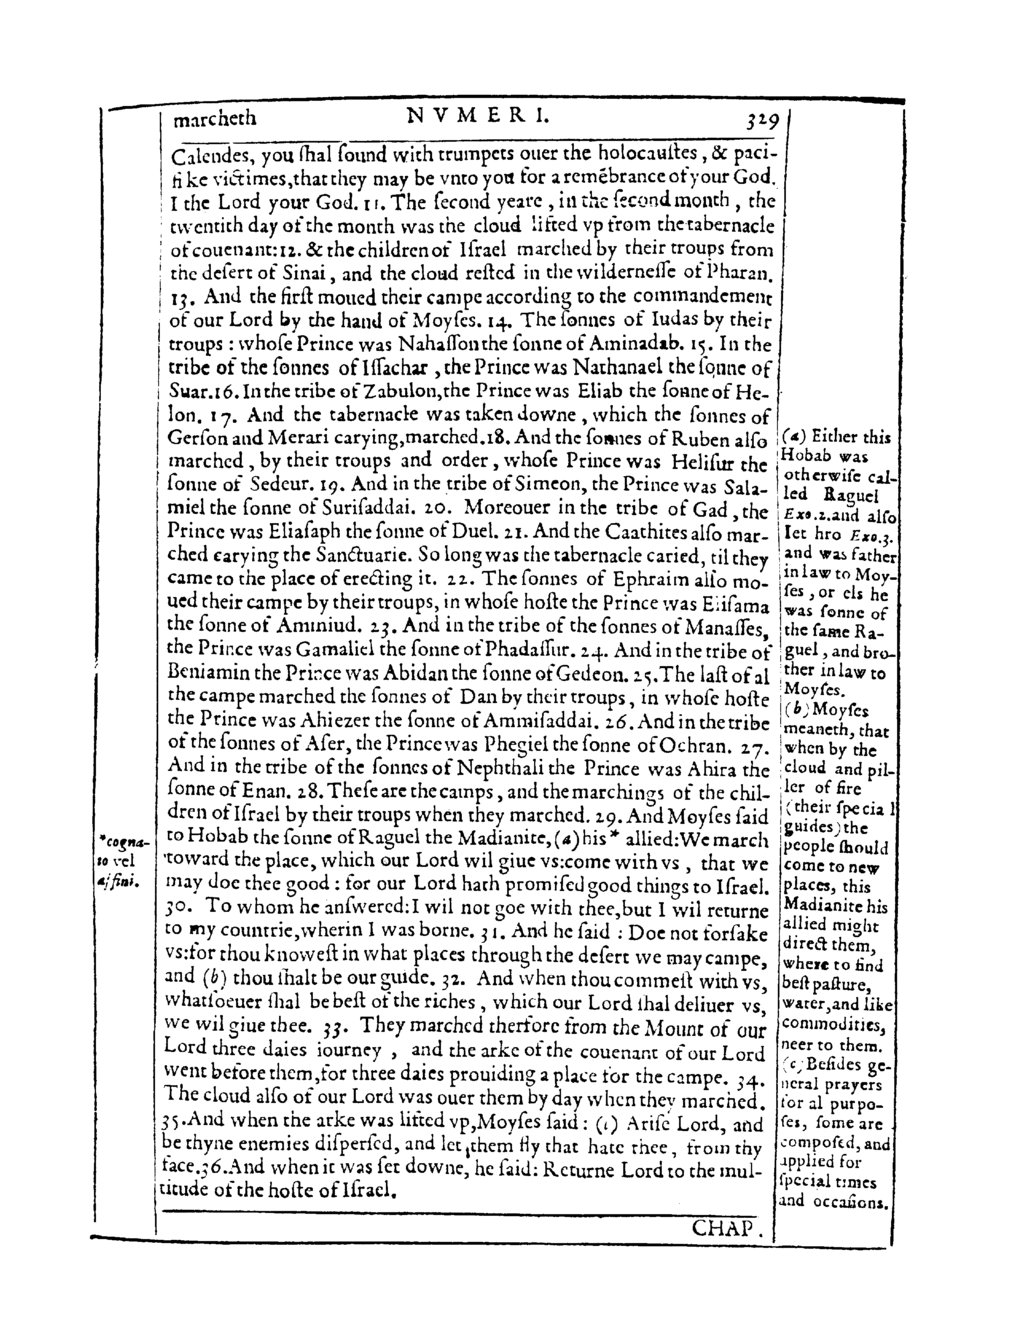 marcheth NVMERI. 329
Calendes, you ſhal ſound with trumpets ouer the holocauſtes, & paci-
fike victimes,that they may be vnto you for a remẽbrance of your God.
I the Lord your God. 11. The ſecond yeare, in the ſecond month, the
twentith day of the month was the cloud lifted vp from the tabernacle
of couenant:12. & the children of Iſrael marched by their troups from
the deſert of Sinai, and the cloud reſted in the wilderneſſe of Pharan.
13. And the firſt moued their campe according to the commandement
of our Lord by the hand of Moyſes. 14. The ſonnes of Iudas by their
troups : whoſe Prince was Nahaſſon the ſonne of Aminadab. 15. In the
tribe of the ſonnes of Iſſachar, the Prince was Nathanael the ſonne of
Suar.16. In the tribe of Zabulon,the Prince was Eliab the ſonne of He-
lon. 17. And the tabernacle was taken downe, which the ſonnes of
Gerſon and Merari carying,marched.18. And the ſonnes of Ruben alſo
marched, by their troups and order, whoſe Prince was Heliſur the
ſonne of Sedeur. 19. And in the tribe of Simeon, the Prince was Sala-
miel the ſonne of Suriſaddai. 20. Moreouer in the tribe of Gad, the
Prince was Eliaſaph the ſonne of Duel. 21. And the Caathites alſo mar-
ched carying the Sanctuarie. So long was the tabernacle caried, til they
came to the place of erecting it. 22. The ſonnes of Ephraim alſo mo-
ued their campe by their troups, in whoſe hoſte the Prince was Eliſama
the ſonne of Ammiud. 23. And in the tribe of the ſonnes of Manaſſes,
the Prince was Gamaliel the ſonne of Phadaſſur. 24. And in the tribe of
Beniamin the Prince was Abidan the ſonne of Gedeon. 25. The laſt of al
the campe marched the ſonnes of Dan by their troups, in whoſe hoſte
the Prince was Ahiezer the ſonne of Ammiſaddai. 26. And in the tribe
of the ſonnes of Aſer, the Prince was Phegiel the ſonne of Ochran. 27.
And in the tribe of the ſonnes of Nephthali the Prince was Ahira the
ſonne of Enan. 28. Theſe are the camps, and the marchings of the chil-
dren of Iſrael by their troups when they marched. 29. And Moyſes ſaid
to Hobab the ſonne of Raguel the Madianite,(a)his* allied:We march
toward the place, which our Lord wil giue vs:come with vs, that we
may doe thee good : for our Lord hath promiſed good things to Iſrael.
30. To whom he anſwered:I wil not goe with thee,but I wil returne
to my countrie,wherin I was borne. 31. And he ſaid : Doe not forſake
vs:for thou knoweſt in what places through the deſert we may campe,
and (b) thou ſhalt be our guide. 32. And when thou commeſt with vs,
whatſoeuer ſhal be beſt of the riches, which our Lord ſhal deliuer vs,
we wil giue thee. 33. They marched therfore from the Mount of our
Lord three daies iourney, and the arke of the couenant of our Lord
went before them,for three daies prouiding a place for the campe. 34.
The cloud alſo of our Lord was ouer them by day when they marched.
35.And when the arke was lifted vp,Moyſes ſaid : (c) Ariſe Lord, and
be thyne enemies diſperſed, and let them fly that hate thee, from thy
face.36.And when it was ſet downe, he ſaid: Returne Lord to the mul-
titude of the hoſte of Iſrael.
CHAP.
*cogna-
to vel
affini.
(a) Either this
Hobab was
otherwiſe cal-
led Raguel
Exo.2.and alſo
Iethro Exo.3.
and was father
in law to Moy-
ſes, or els he
was ſonne of
the ſame Ra-
guel, and bro-
ther in law to
Moyſes.
(b) Moyſes
meaneth, that
when by the
cloud and pil-
ler of fire
(their ſpecial
guides) the
people ſhould
come to new
places, this
Madianite his
allied might
direct them,
where to find
beſt paſture,
water,and like
commodities,
neer to them.
(c) Beſides ge-
neral prayers
for al purpo-
ſes, ſome are
compoſed, and
applied for
ſpecial times
and occaſions.